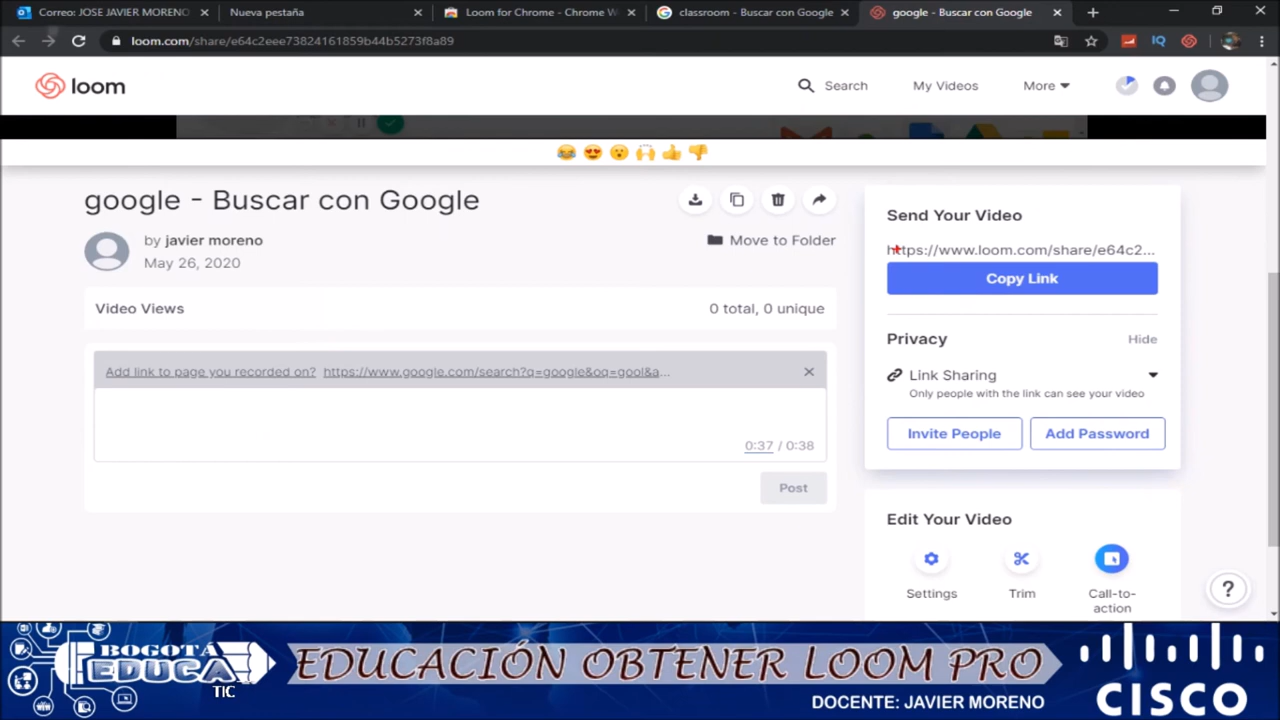 Correo: JOSE JAVIER MORENO
Nueva pestaña
Loom for Chrome - Chrome W
classroom - Buscar con Google
google - Buscar con Google
loom.com/share/e64c2eee73824161859b44b5273f8a89
IQ
loom
Search
My Videos
More
google - Buscar con Google
by javier moreno
May 26, 2020
Move to Folder
Video Views
0 total, 0 unique
Add link to page you recorded on? https://www.google.com/search?q=google&oq=gool&a...
0:37 / 0:38
Post
Send Your Video
https://www.loom.com/share/e64c2...
Copy Link
Privacy
Hide
Link Sharing
Only people with the link can see your video
Invite People
Add Password
Edit Your Video
Settings
Trim
Call-to-
action
?
BOGOTÁ
EDUCA
TIC
EDUCACIÓN OBTENER LOOM PRO
DOCENTE: JAVIER MORENO
CISCO